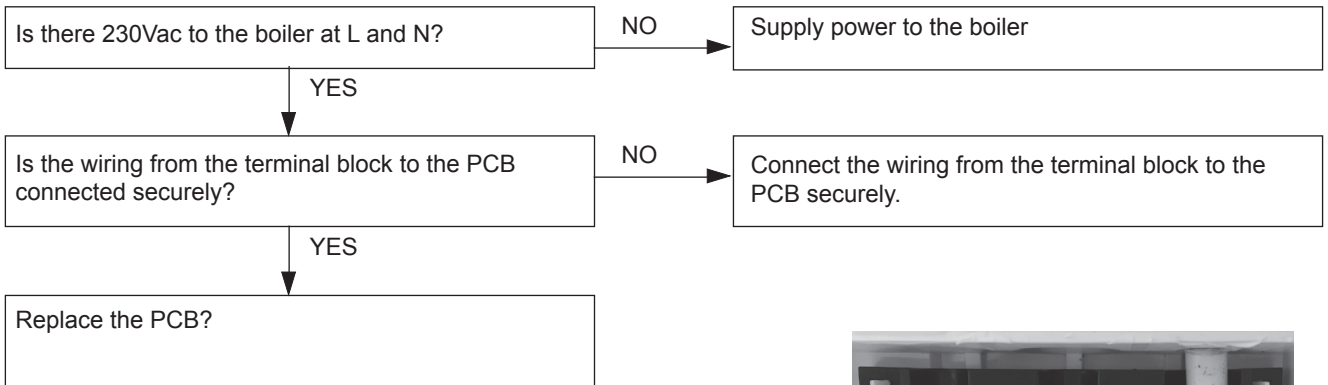 Is there 230Vac to the boiler at L and N?
NO
Supply power to the boiler
YES
Is the wiring from the terminal block to the PCB
connected securely?
NO
Connect the wiring from the terminal block to the
PCB securely.
YES
Replace the PCB?